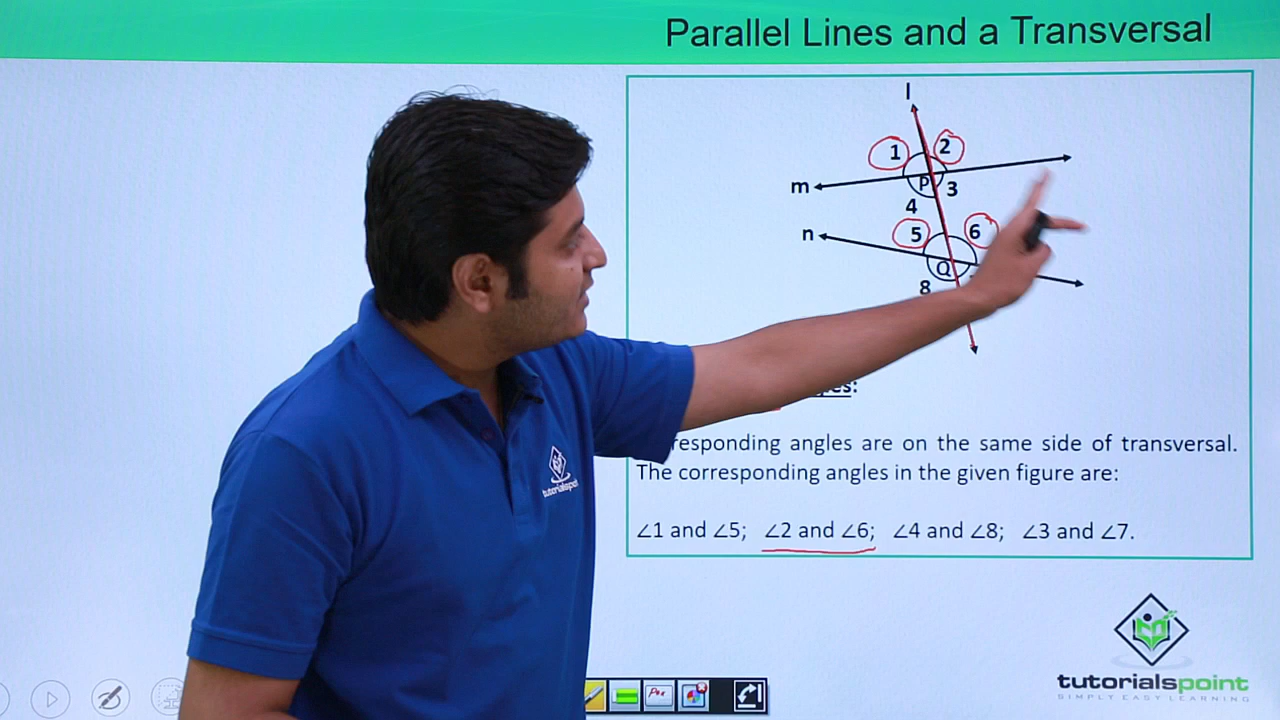 Parallel Lines and a Transversal
l
1 2
m P 3
4
n 5 6
Q
8
responding angles are on the same side of transversal.
The corresponding angles in the given figure are:
∠1 and ∠5; ∠2 and ∠6; ∠4 and ∠8; ∠3 and ∠7.
tutorialspoint
tutorialspoint
SIMPLY EASY LEARNING
Pen